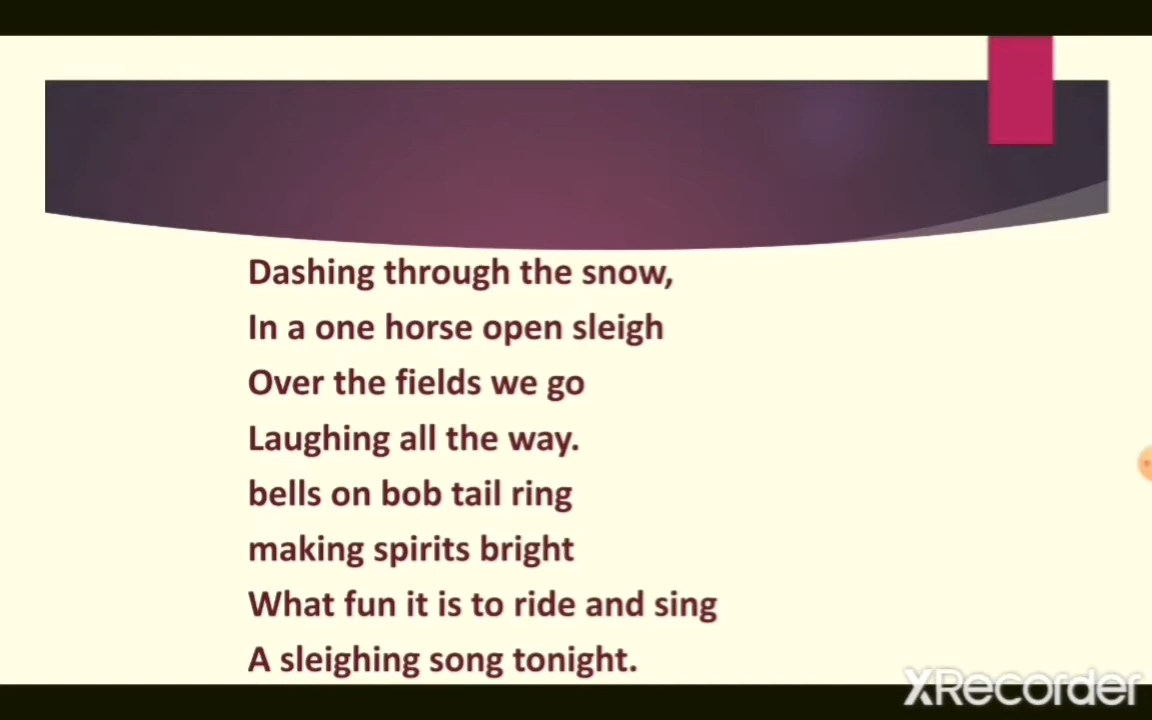 Dashing through the snow,
In a one horse open sleigh
Over the fields we go
Laughing all the way.
bells on bob tail ring
making spirits bright
What fun it is to ride and sing
A sleighing song tonight.
XRecorder